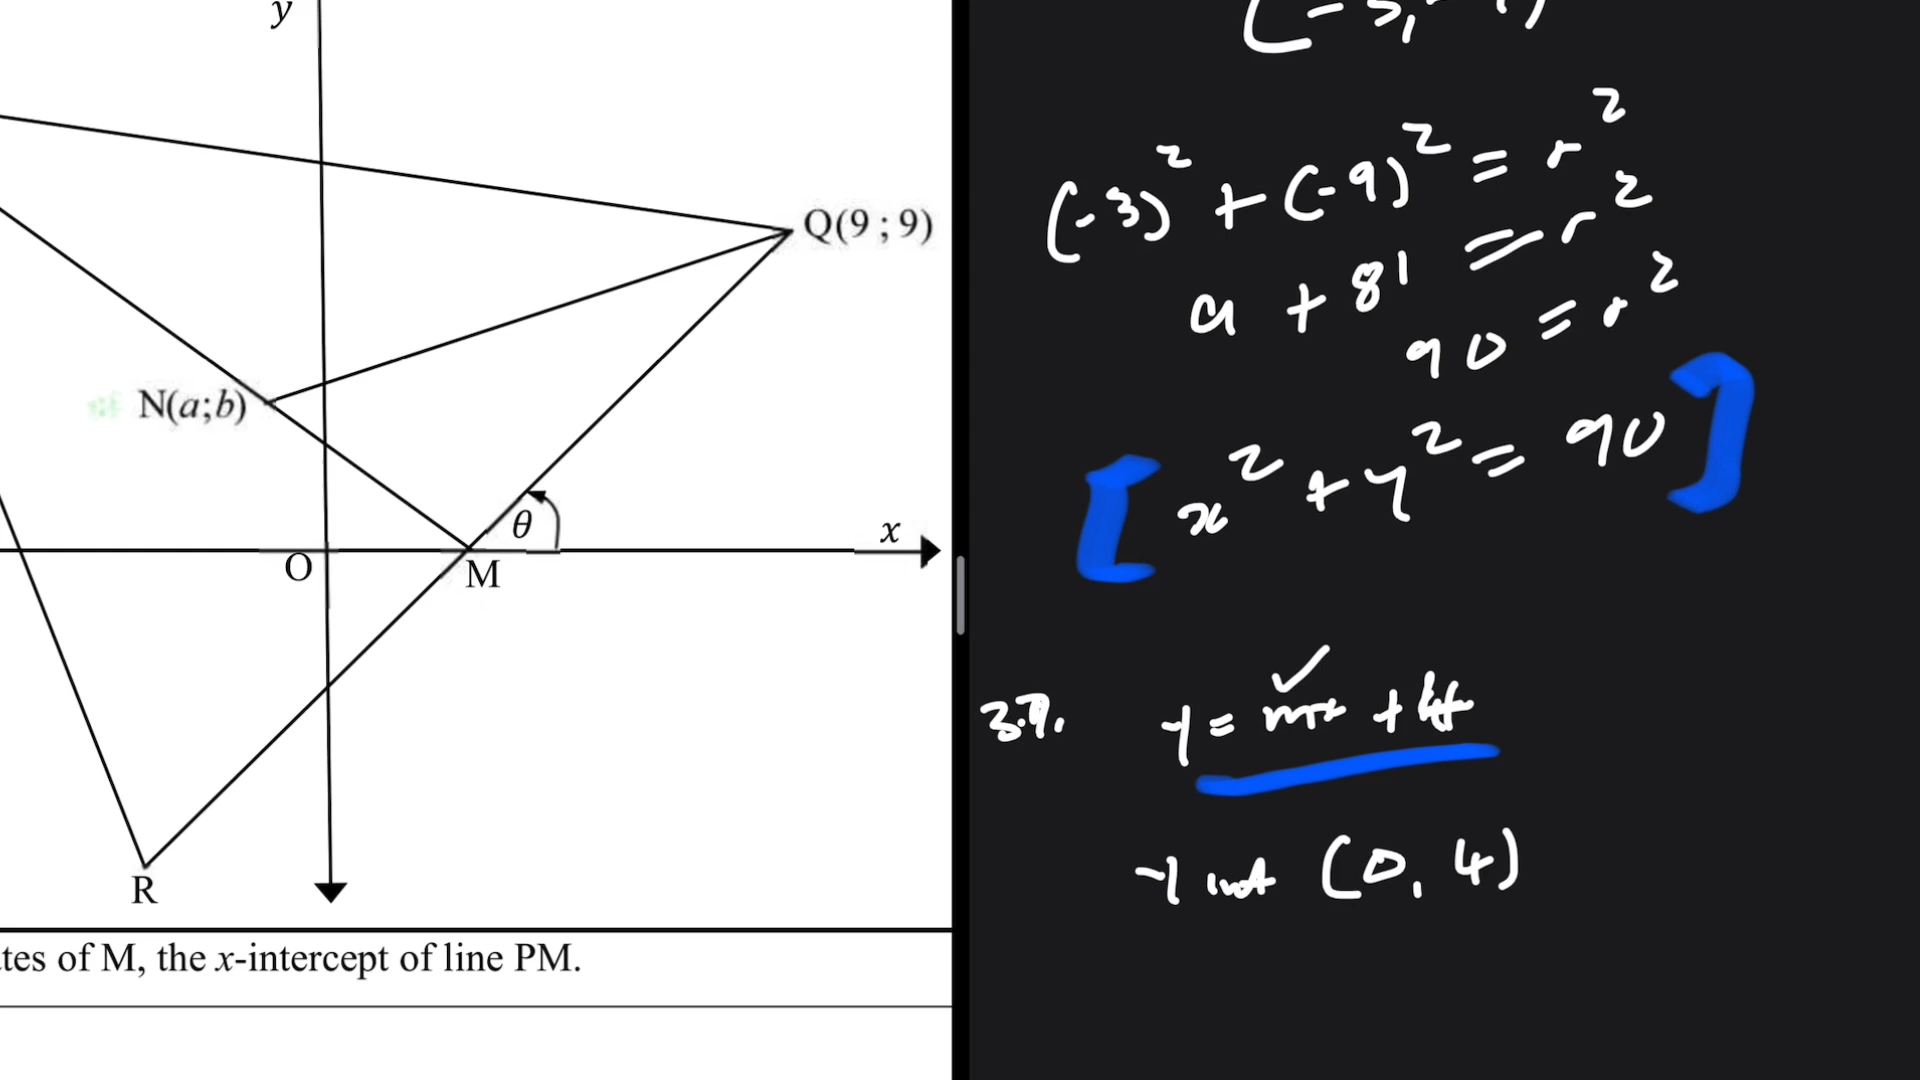 y
Q(9 ; 9)
N(a;b)
θ
x
O
M
R
tes of M, the x-intercept of line PM.
(-3)² + (-9)² = r²
9 + 81 = r²
90 = r²
[x² + y² = 90]
3.7.
y = mx +
y int (0, 4)